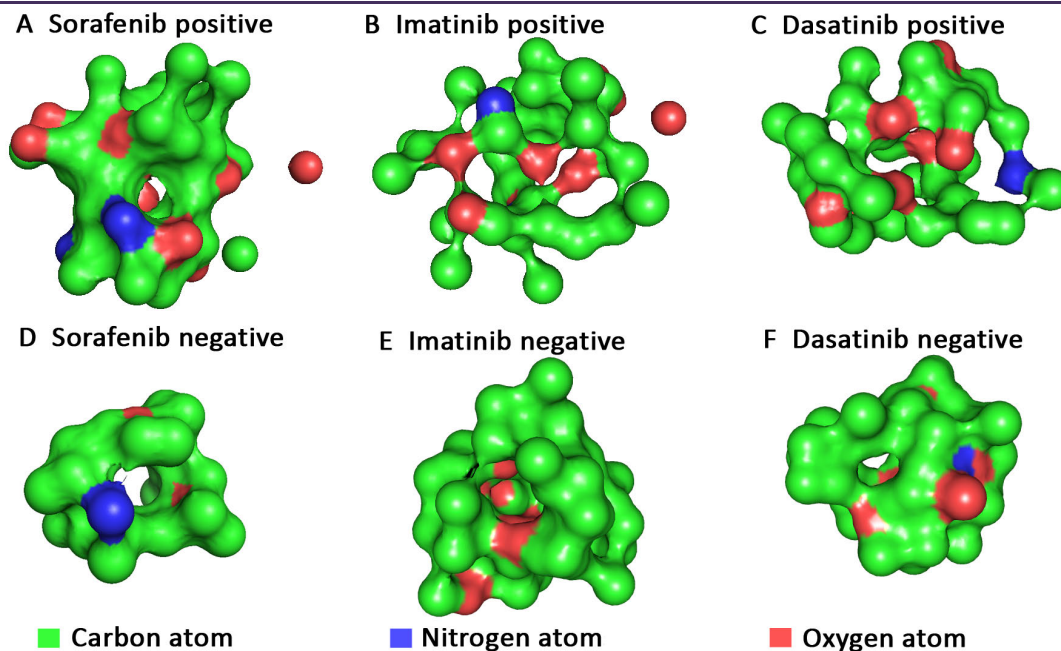 A Sorafenib positive
B Imatinib positive
C Dasatinib positive
D Sorafenib negative
E Imatinib negative
F Dasatinib negative
Carbon atom
Nitrogen atom
Oxygen atom